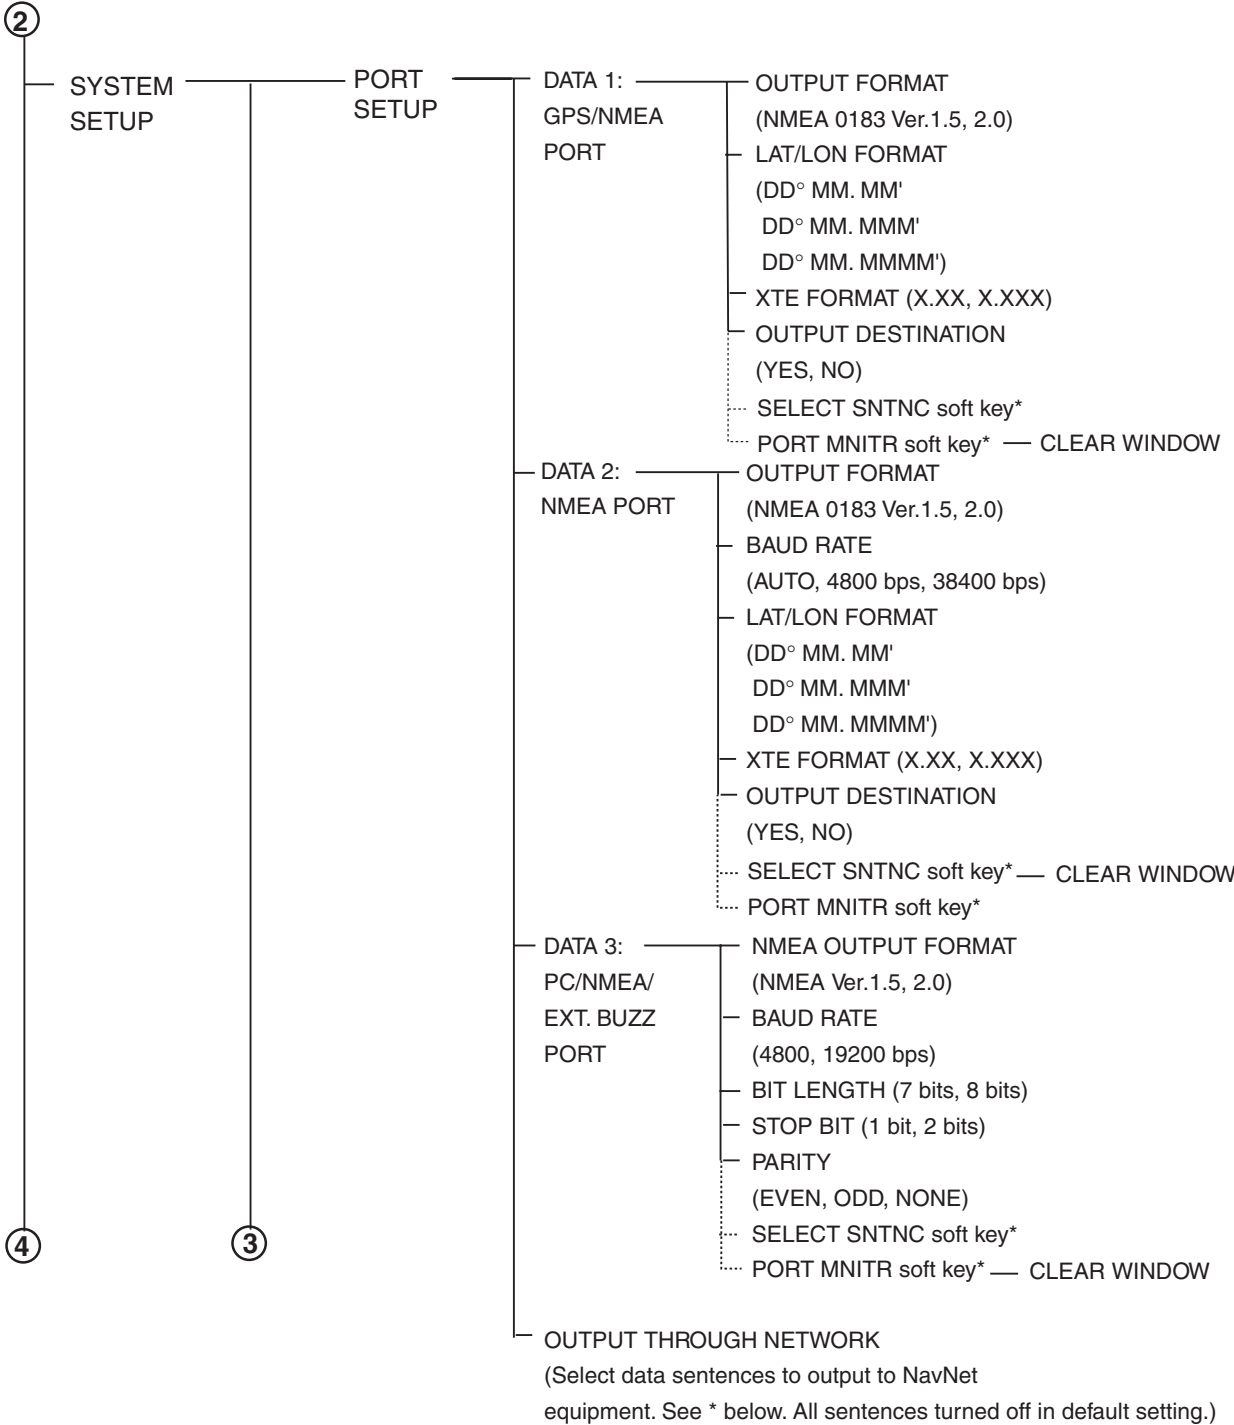 2
SYSTEM
SETUP
PORT
SETUP
DATA 1:
GPS/NMEA
PORT
OUTPUT FORMAT
(NMEA 0183 Ver.1.5, 2.0)
LAT/LON FORMAT
(DD° MM. MM'
DD° MM. MMM'
DD° MM. MMMM')
XTE FORMAT (X.XX, X.XXX)
OUTPUT DESTINATION
(YES, NO)
SELECT SNTNC soft key*
PORT MNITR soft key* — CLEAR WINDOW
DATA 2:
NMEA PORT
OUTPUT FORMAT
(NMEA 0183 Ver.1.5, 2.0)
BAUD RATE
(AUTO, 4800 bps, 38400 bps)
LAT/LON FORMAT
(DD° MM. MM'
DD° MM. MMM'
DD° MM. MMMM')
XTE FORMAT (X.XX, X.XXX)
OUTPUT DESTINATION
(YES, NO)
SELECT SNTNC soft key* — CLEAR WINDOW
PORT MNITR soft key*
DATA 3:
PC/NMEA/
EXT. BUZZ
PORT
NMEA OUTPUT FORMAT
(NMEA Ver.1.5, 2.0)
BAUD RATE
(4800, 19200 bps)
BIT LENGTH (7 bits, 8 bits)
STOP BIT (1 bit, 2 bits)
PARITY
(EVEN, ODD, NONE)
SELECT SNTNC soft key*
PORT MNITR soft key* — CLEAR WINDOW
4
3
OUTPUT THROUGH NETWORK
(Select data sentences to output to NavNet
equipment. See * below. All sentences turned off in default setting.)